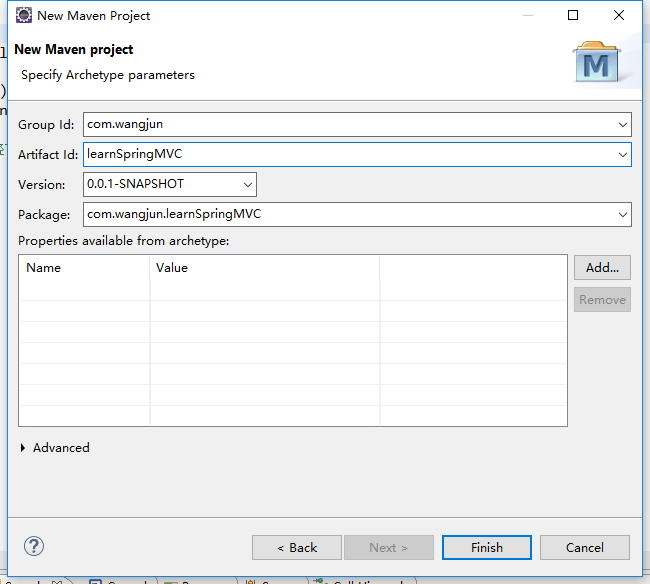 New Maven Project
New Maven project
Specify Archetype parameters
M
Group Id: com.wangjun
Artifact Id: learnSpringMVC
Version: 0.0.1-SNAPSHOT
Package: com.wangjun.learnSpringMVC
Properties available from archetype:
Name Value
Add...
Remove
Advanced
? < Back Next > Finish Cancel